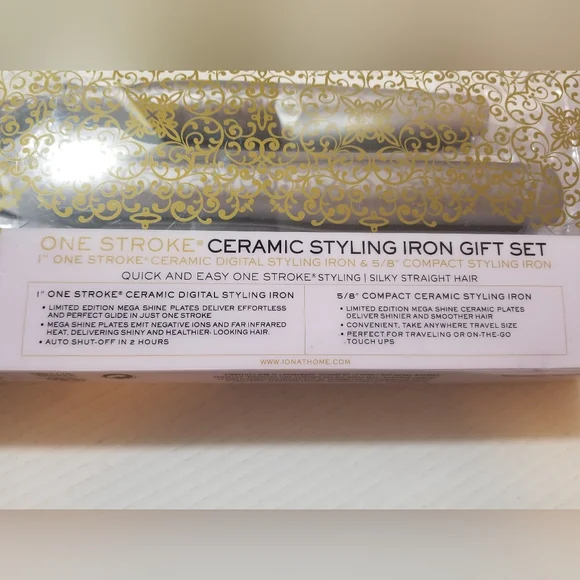 ONE STROKE® CERAMIC STYLING IRON GIFT SET
1" ONE STROKE® CERAMIC DIGITAL STYLING IRON & 5/8" COMPACT STYLING IRON
QUICK AND EASY ONE STROKE® STYLING | SILKY STRAIGHT HAIR
1" ONE STROKE® CERAMIC DIGITAL STYLING IRON
• LIMITED EDITION MEGA SHINE PLATES DELIVER EFFORTLESS
AND PERFECT GLIDE IN JUST ONE STROKE
• MEGA SHINE PLATES EMIT NEGATIVE IONS AND FAR INFRARED
HEAT, DELIVERING SHINY AND HEALTHIER-LOOKING HAIR.
• AUTO SHUT-OFF IN 2 HOURS
5/8" COMPACT CERAMIC STYLING IRON
• LIMITED EDITION MEGA SHINE CERAMIC PLATES
DELIVER SHINIER AND SMOOTHER HAIR
• CONVENIENT, TAKE ANYWHERE TRAVEL SIZE
• PERFECT FOR TRAVELING OR ON-THE-GO
TOUCH UPS
WWW.IONATHOME.COM